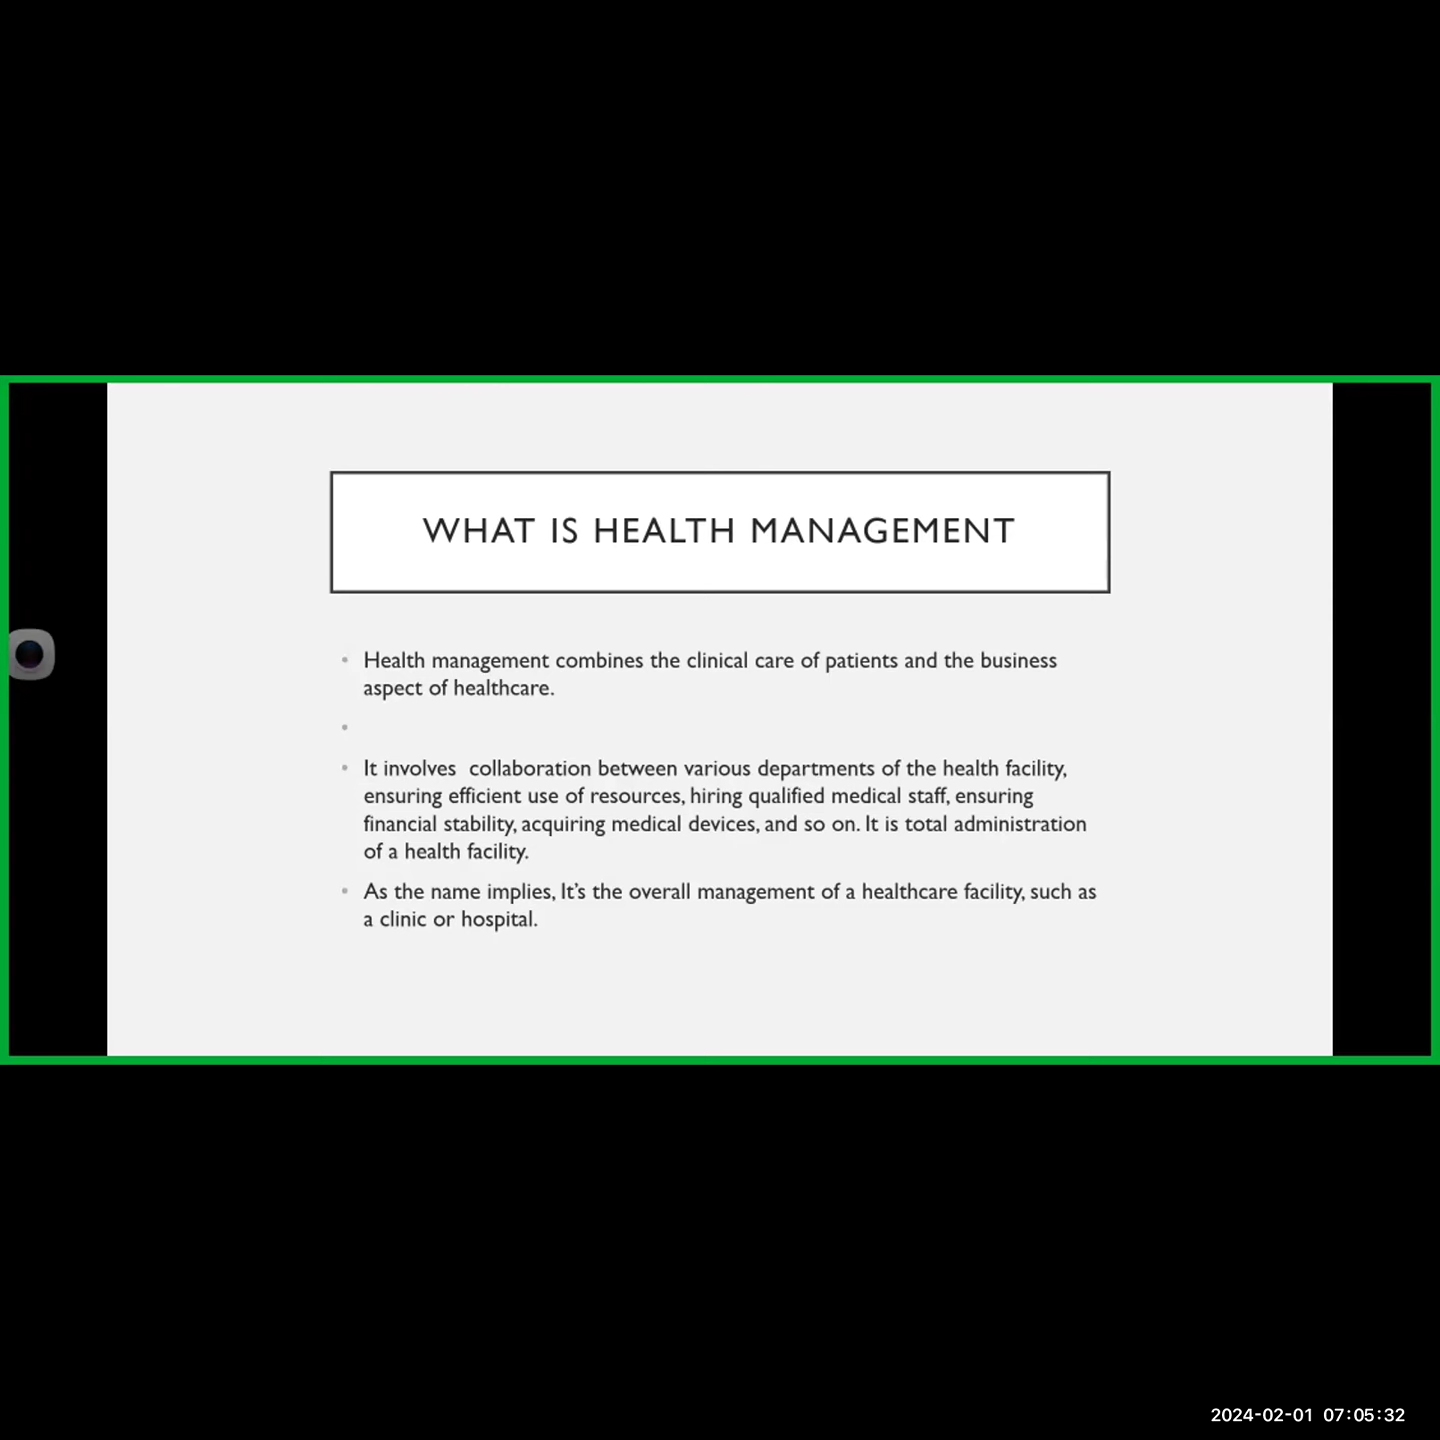 WHAT IS HEALTH MANAGEMENT
• Health management combines the clinical care of patients and the business
aspect of healthcare.
•
• It involves  collaboration between various departments of the health facility,
ensuring efficient use of resources, hiring qualified medical staff, ensuring
financial stability, acquiring medical devices, and so on. It is total administration
of a health facility.
• As the name implies, It’s the overall management of a healthcare facility, such as
a clinic or hospital.
2024-02-01 07:05:32